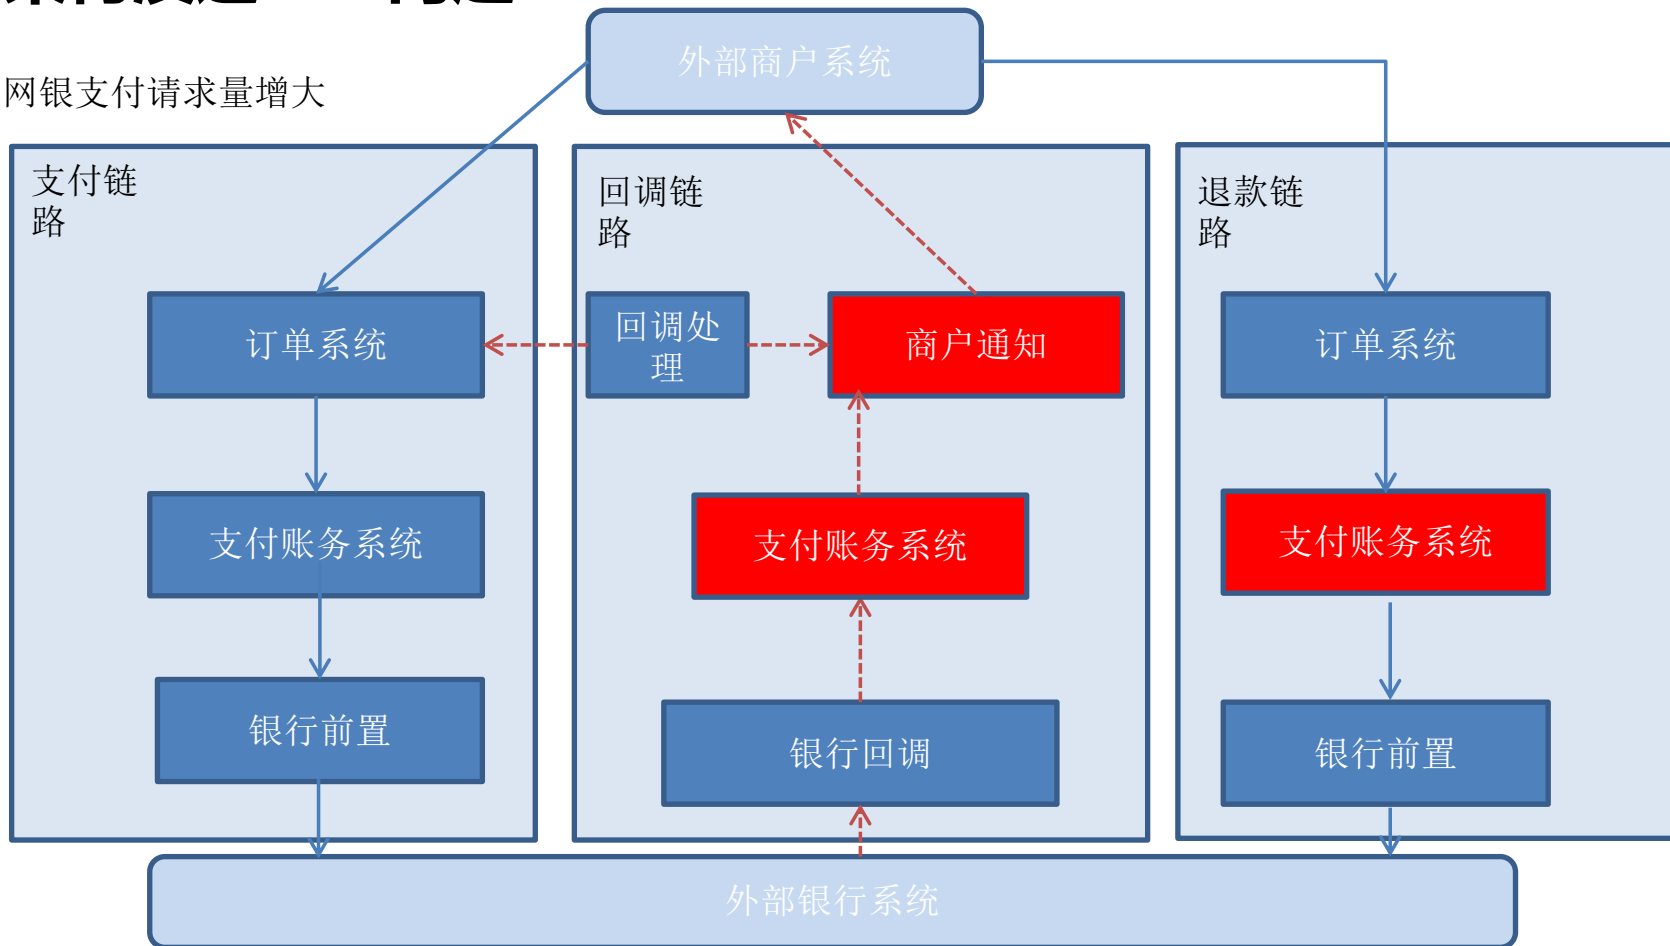 外部商户系统
网银支付请求量增大
支付链
路
回调链
路
退款链
路
订单系统
回调处
理
商户通知
订单系统
支付账务系统
支付账务系统
支付账务系统
银行前置
银行回调
银行前置
外部银行系统